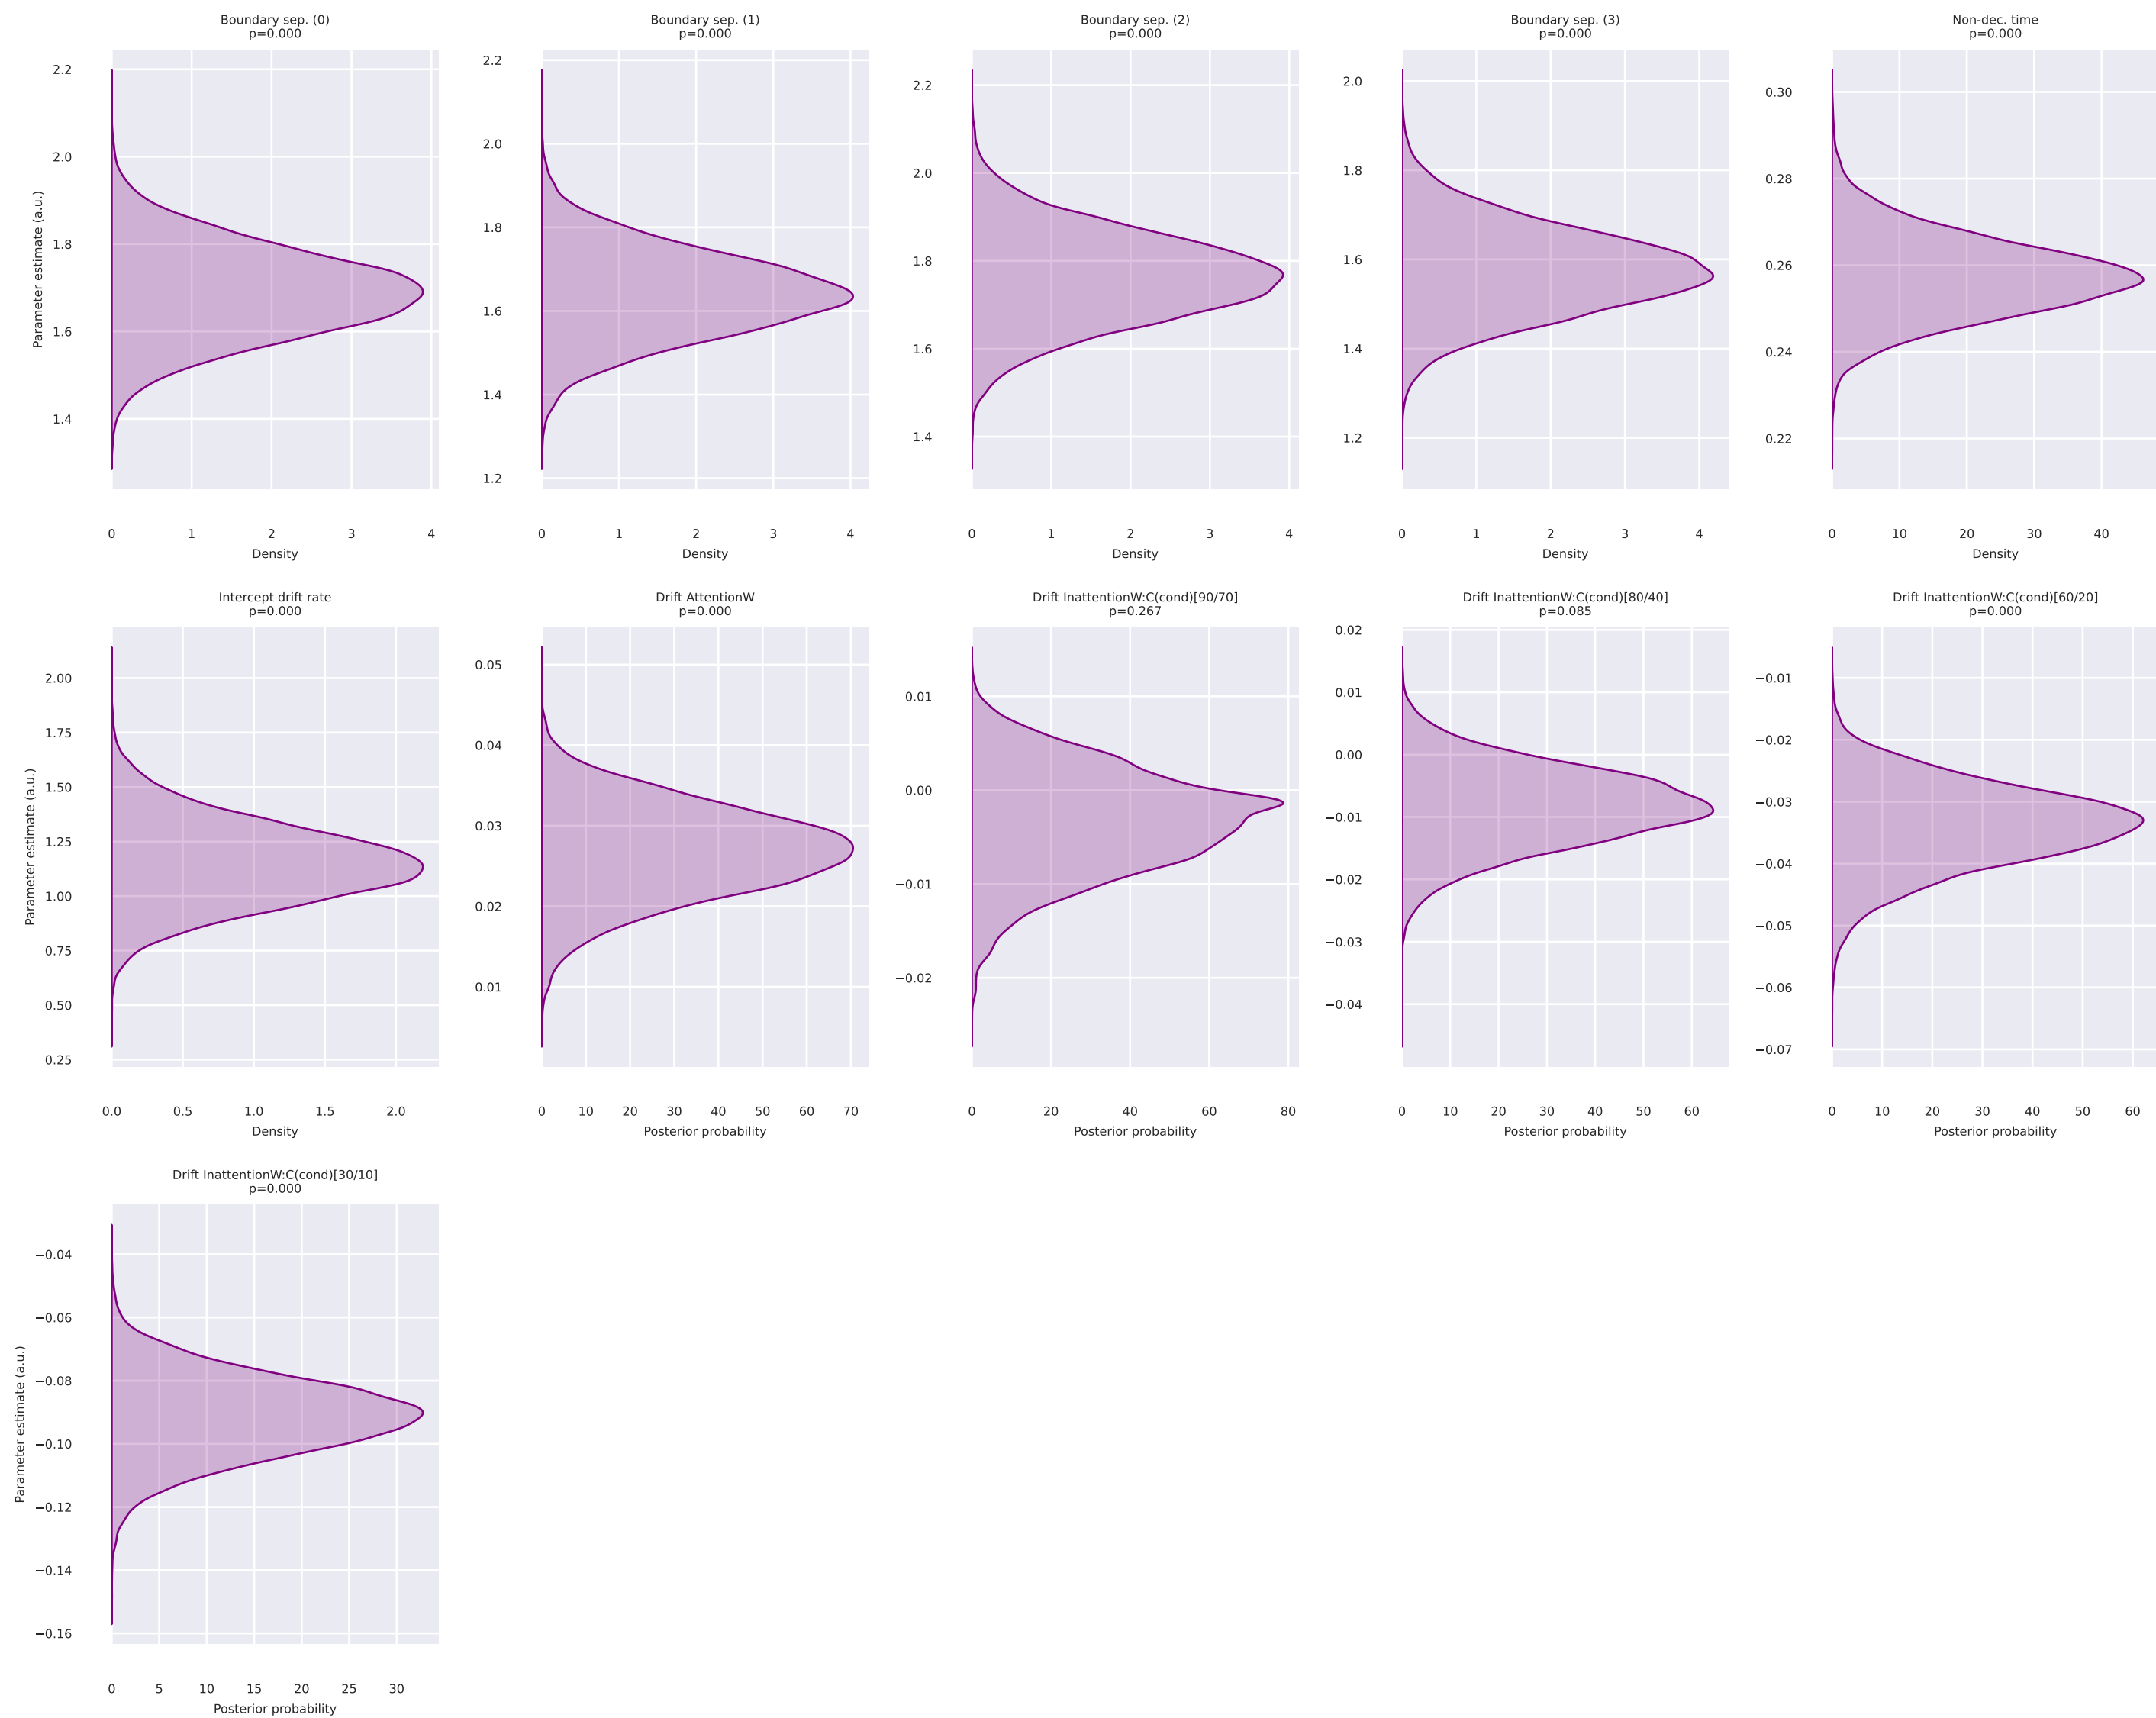 Boundary sep. (0)
p=0.000
Boundary sep. (1)
p=0.000
Boundary sep. (2)
p=0.000
Boundary sep. (3)
p=0.000
Non-dec. time
p=0.000
Parameter estimate (a.u.)
2.2
2.0
1.8
1.6
1.4
2.2
2.0
1.8
1.6
1.4
1.2
2.2
2.0
1.8
1.6
1.4
2.0
1.8
1.6
1.4
1.2
0.30
0.28
0.26
0.24
0.22
0 1 2 3 4
Density
0 1 2 3 4
Density
0 1 2 3 4
Density
0 1 2 3 4
Density
0 10 20 30 40
Density
Intercept drift rate
p=0.000
Drift AttentionW
p=0.000
Drift InattentionW:C(cond)[90/70]
p=0.267
Drift InattentionW:C(cond)[80/40]
p=0.085
Drift InattentionW:C(cond)[60/20]
p=0.000
Parameter estimate (a.u.)
2.00
1.75
1.50
1.25
1.00
0.75
0.50
0.25
0.05
0.04
0.03
0.02
0.01
0.01
0.00
−0.01
−0.02
0.02
0.01
0.00
−0.01
−0.02
−0.03
−0.04
−0.01
−0.02
−0.03
−0.04
−0.05
−0.06
−0.07
0.0 0.5 1.0 1.5 2.0
Density
0 10 20 30 40 50 60 70
Posterior probability
0 20 40 60 80
Posterior probability
0 10 20 30 40 50 60
Posterior probability
0 10 20 30 40 50 60
Posterior probability
Drift InattentionW:C(cond)[30/10]
p=0.000
Parameter estimate (a.u.)
−0.04
−0.06
−0.08
−0.10
−0.12
−0.14
−0.16
0 5 10 15 20 25 30
Posterior probability